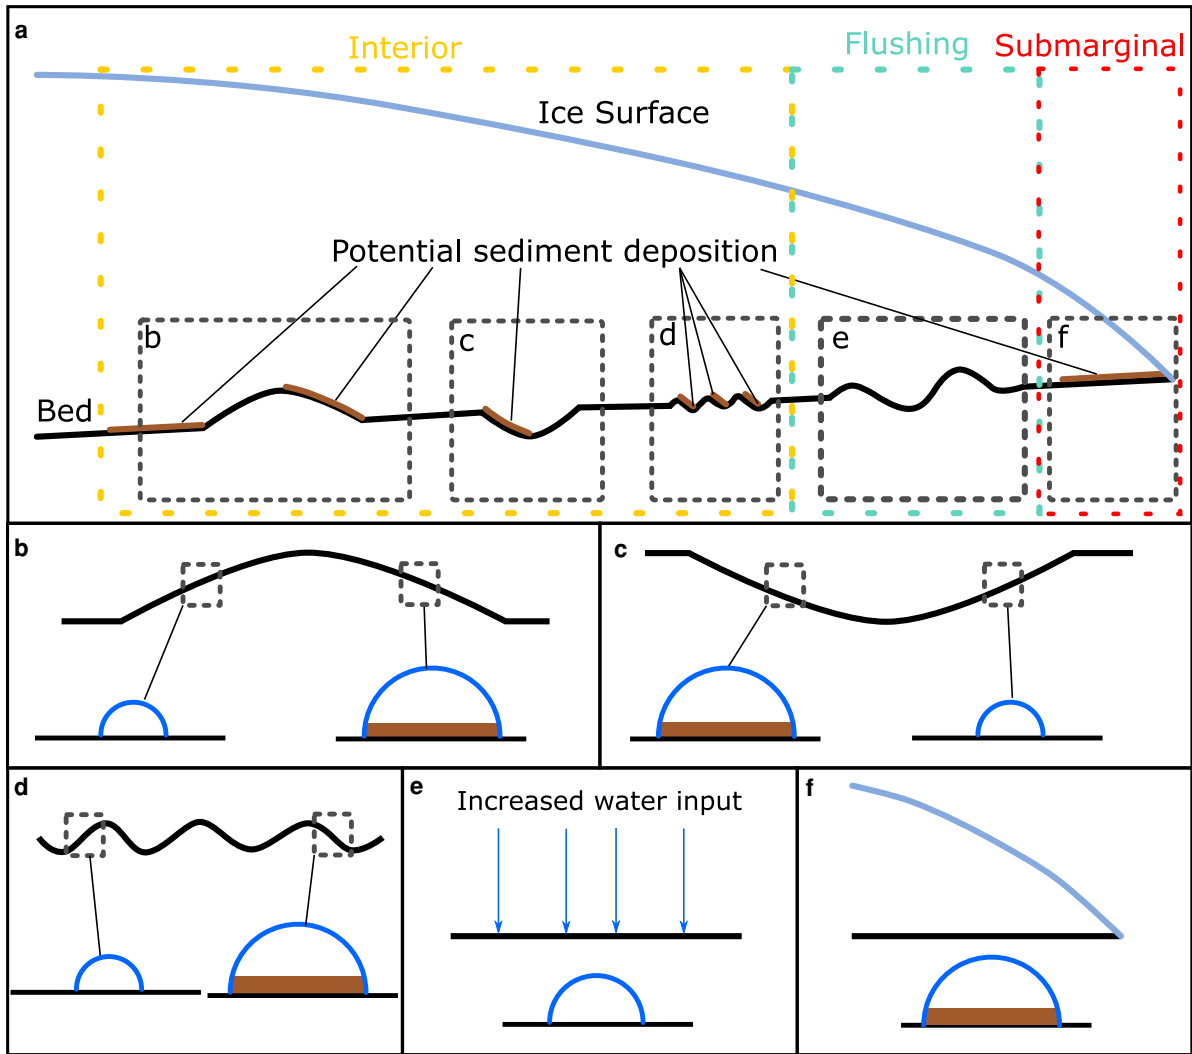 a
Interior
Flushing
Submarginal
Ice Surface
Potential sediment deposition
b
c
d
e
f
Bed
b
c
d
e
Increased water input
f